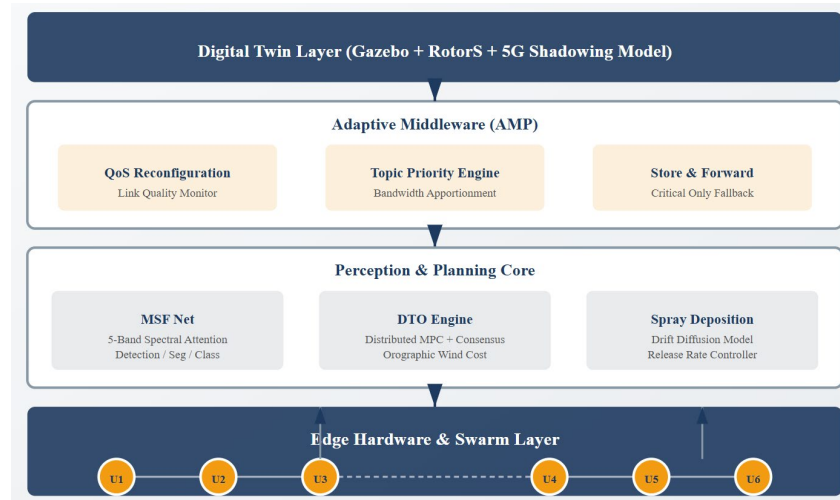 Digital Twin Layer (Gazebo + RotorS + 5G Shadowing Model)
Adaptive Middleware (AMP)
QoS Reconfiguration
Link Quality Monitor
Topic Priority Engine
Bandwidth Apportionment
Store & Forward
Critical Only Fallback
Perception & Planning Core
MSF Net
5-Band Spectral Attention
Detection / Seg / Class
DTO Engine
Distributed MPC + Consensus
Orographic Wind Cost
Spray Deposition
Drift Diffusion Model
Release Rate Controller
Edge Hardware & Swarm Layer
U1 U2 U3 U4 U5 U6